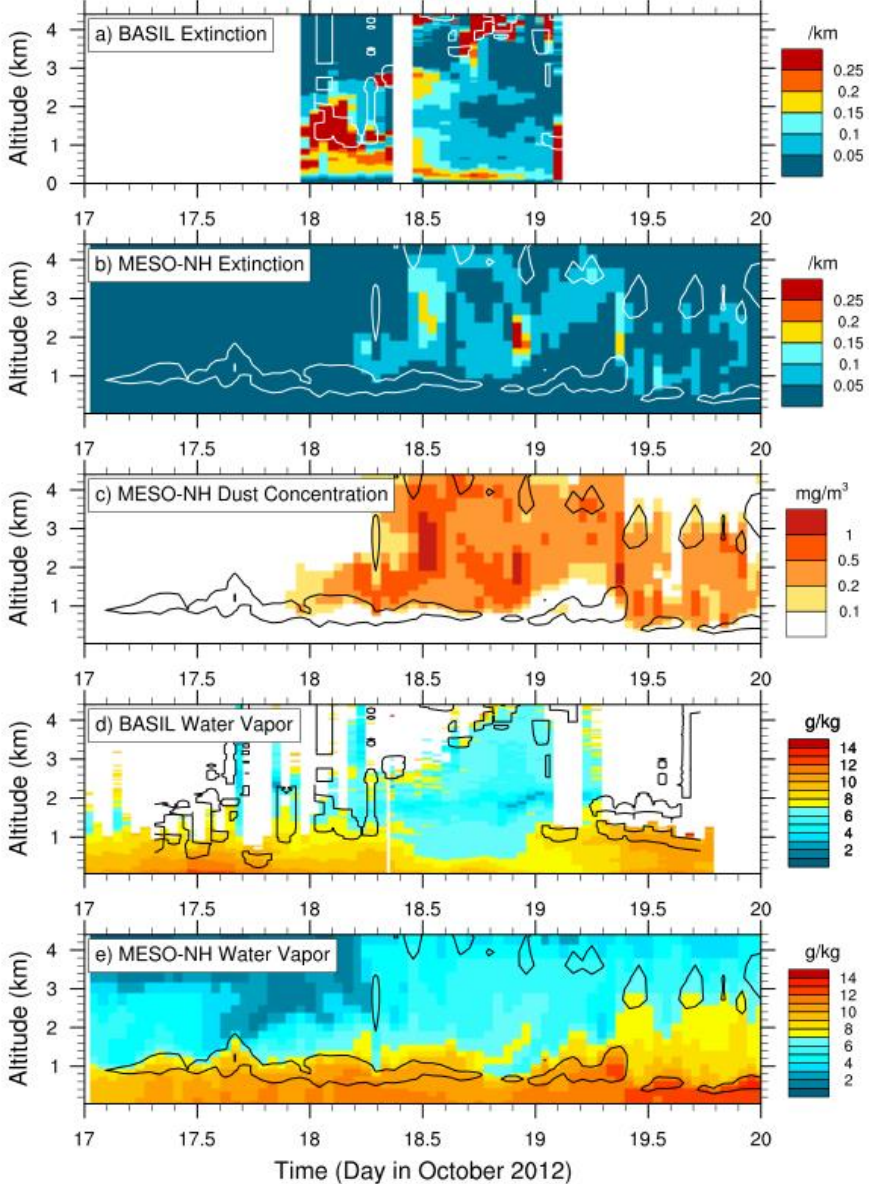 a) BASIL Extinction
Altitude (km)
4
3
2
1
0
17 17.5 18 18.5 19 19.5 20
/km
0.25
0.2
0.15
0.1
0.05
b) MESO-NH Extinction
Altitude (km)
4
3
2
1
17 17.5 18 18.5 19 19.5 20
/km
0.25
0.2
0.15
0.1
0.05
c) MESO-NH Dust Concentration
Altitude (km)
4
3
2
1
17 17.5 18 18.5 19 19.5 20
mg/m³
1
0.5
0.2
0.1
d) BASIL Water Vapor
Altitude (km)
4
3
2
1
17 17.5 18 18.5 19 19.5 20
g/kg
14
12
10
8
6
4
2
e) MESO-NH Water Vapor
Altitude (km)
4
3
2
1
17 17.5 18 18.5 19 19.5 20
g/kg
14
12
10
8
6
4
2
Time (Day in October 2012)